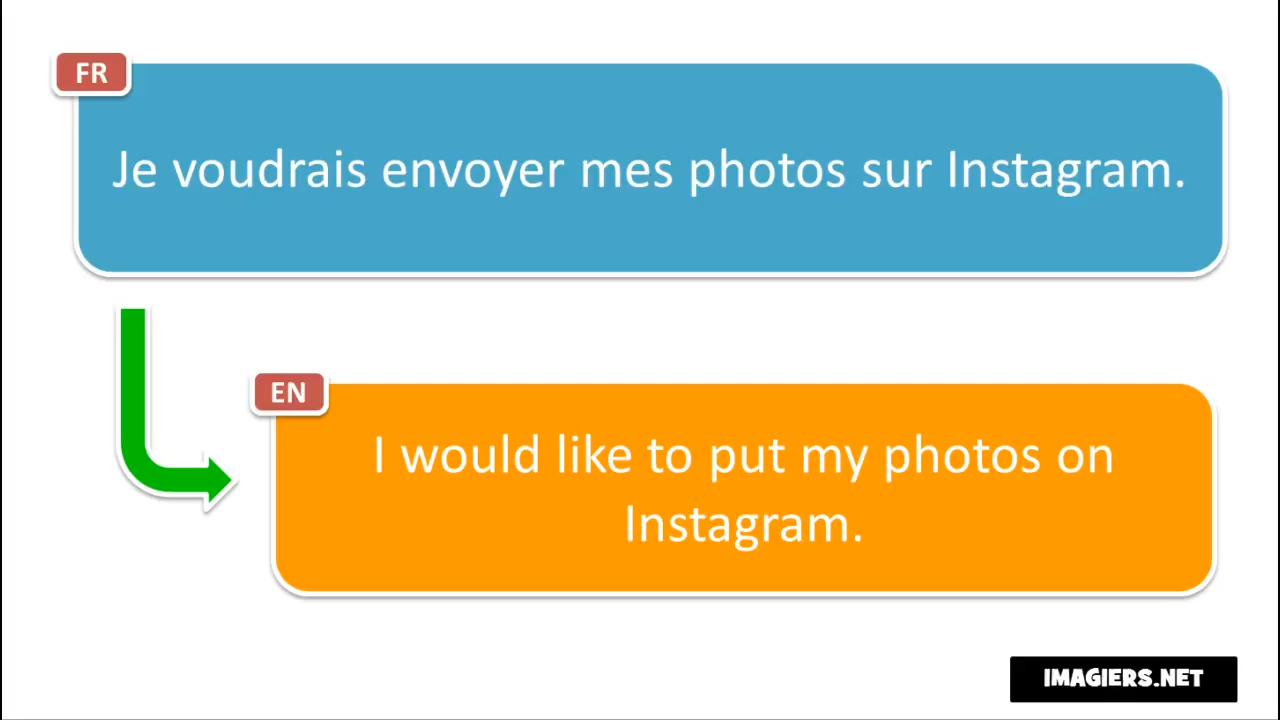 FR
Je voudrais envoyer mes photos sur Instagram.
EN
I would like to put my photos on
Instagram.
IMAGIERS.NET